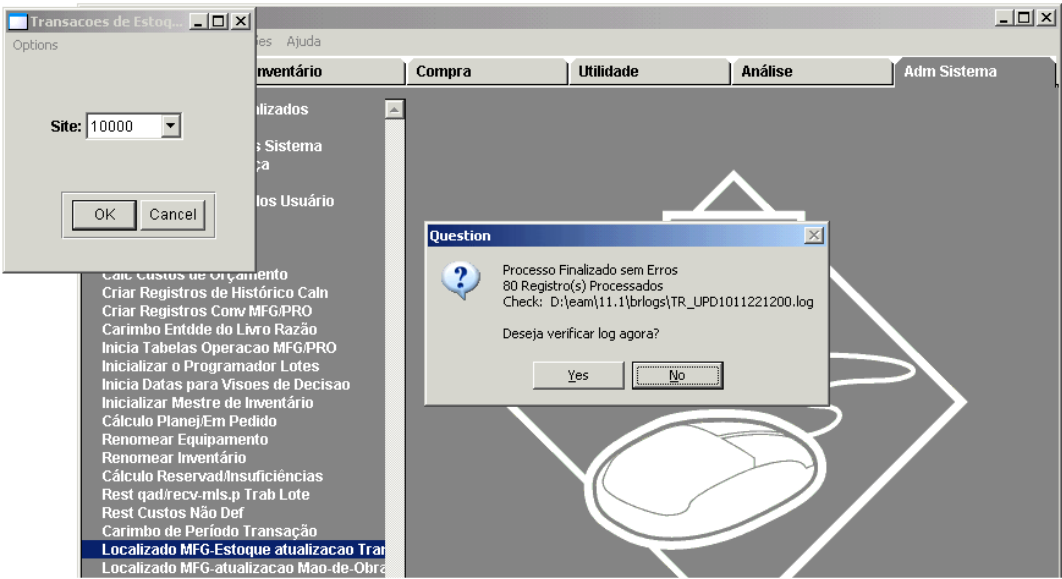 Transacoes de Estoq...
Options
Site: 10000
OK Cancel
Ajuda
Inventário Compra Utilidade Análise Adm Sistema
Sistema
los Usuário
Calc Custos de Orçamento
Criar Registros de Histórico Caln
Criar Registros Conv MFG/PRO
Carimbo Entdde do Livro Razão
Inicia Tabelas Operacao MFG/PRO
Inicializar o Programador Lotes
Inicia Datas para Visoes de Decisao
Inicializar Mestre de Inventário
Cálculo Planej/Em Pedido
Renomear Equipamento
Renomear Inventário
Cálculo Reservad/Insuficiências
Rest qad/recv-mls.p Trab Lote
Rest Custos Não Def
Carimbo de Período Transação
Localizado MFG-Estoque atualizacao Tran
Localizado MFG-atualizacao Mao-de-Obra
Question
Processo Finalizado sem Erros
80 Registro(s) Processados
Check: D:\eam\11.1\brlogs\TR_UPD1011221200.log
Deseja verificar log agora?
Yes No